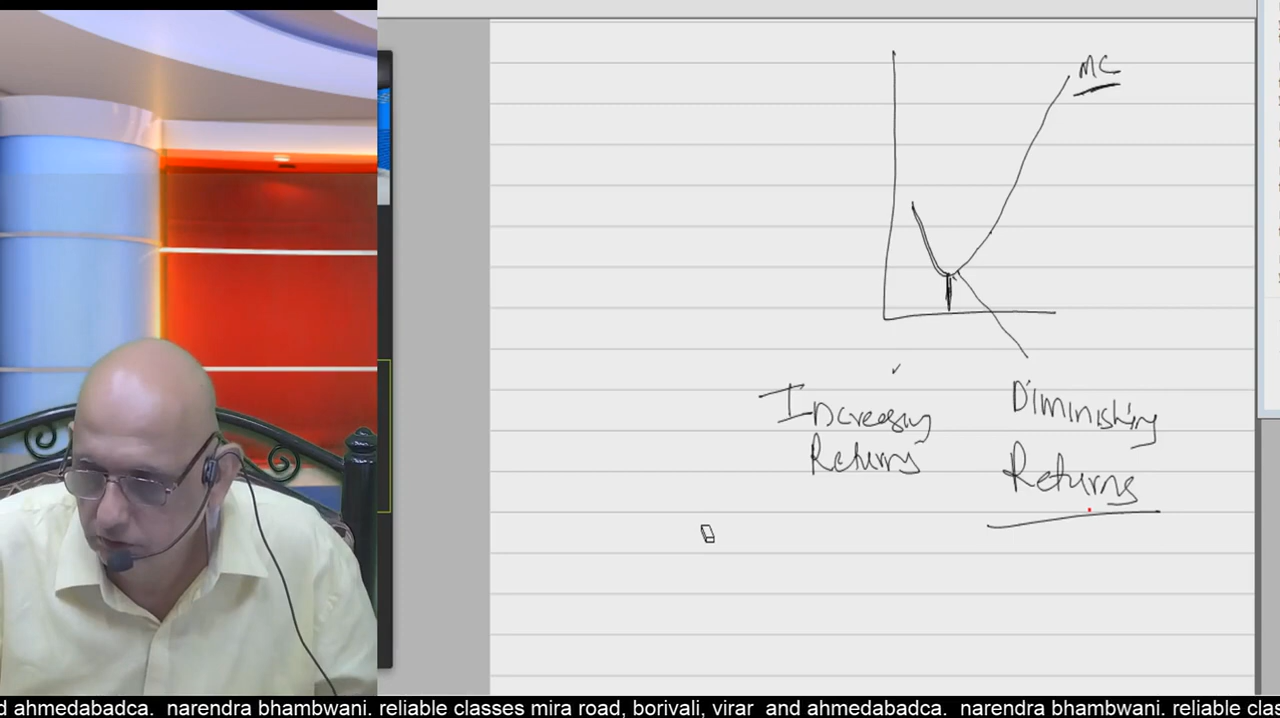 MC
Increasing
Returns
Diminishing
Returns
d ahmedabadca. narendra bhambwani. reliable classes mira road, borivali, virar and ahmedabadca. narendra bhambwani. reliable clas